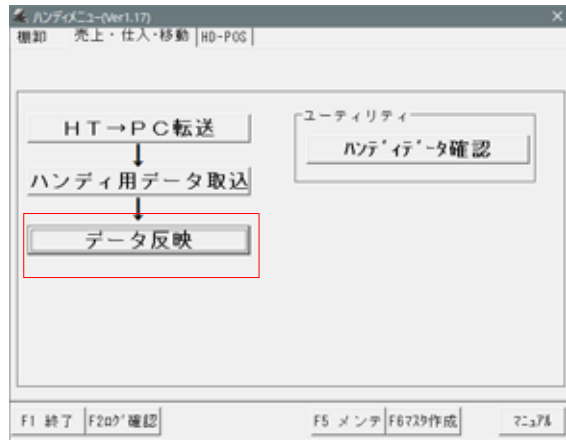 ハンディメニュー(Ver1.17)
棚卸 売上・仕入・移動 HD-POS
HT→PC転送
ハンディ用データ取込
データ反映
ユーティリティ
ハンディデータ確認
F1 終了 F2ログ確認 F5 メンテ F6マスタ作成 マニュアル